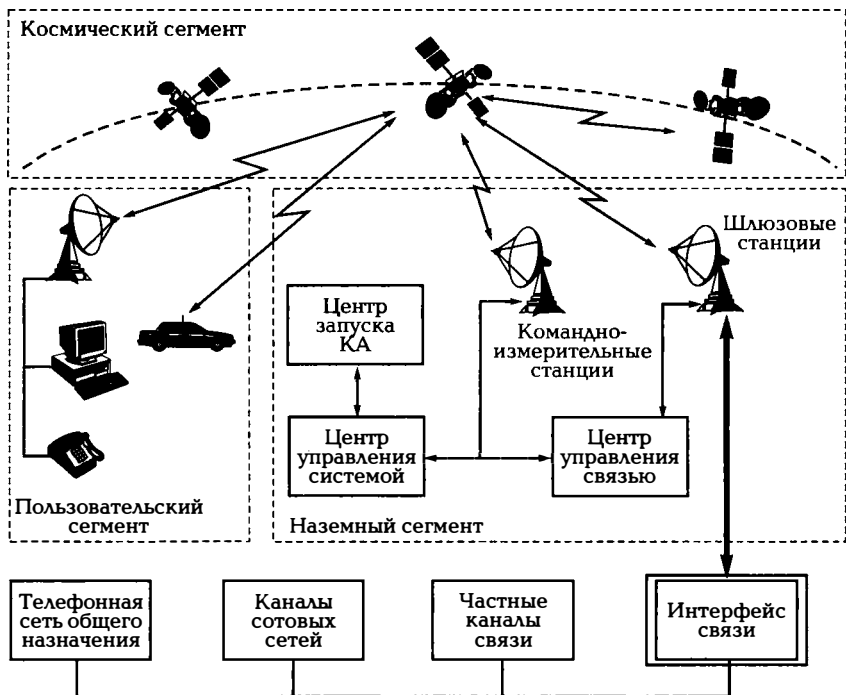 Космический сегмент
Шлюзовые
станции
Центр
запуска
КА
Командно-
измерительные
станции
Центр
управления
системой
Центр
управления
связью
Пользовательский
сегмент
Наземный сегмент
Телефонная
сеть общего
назначения
Каналы
сотовых
сетей
Частные
каналы
связи
Интерфейс
связи